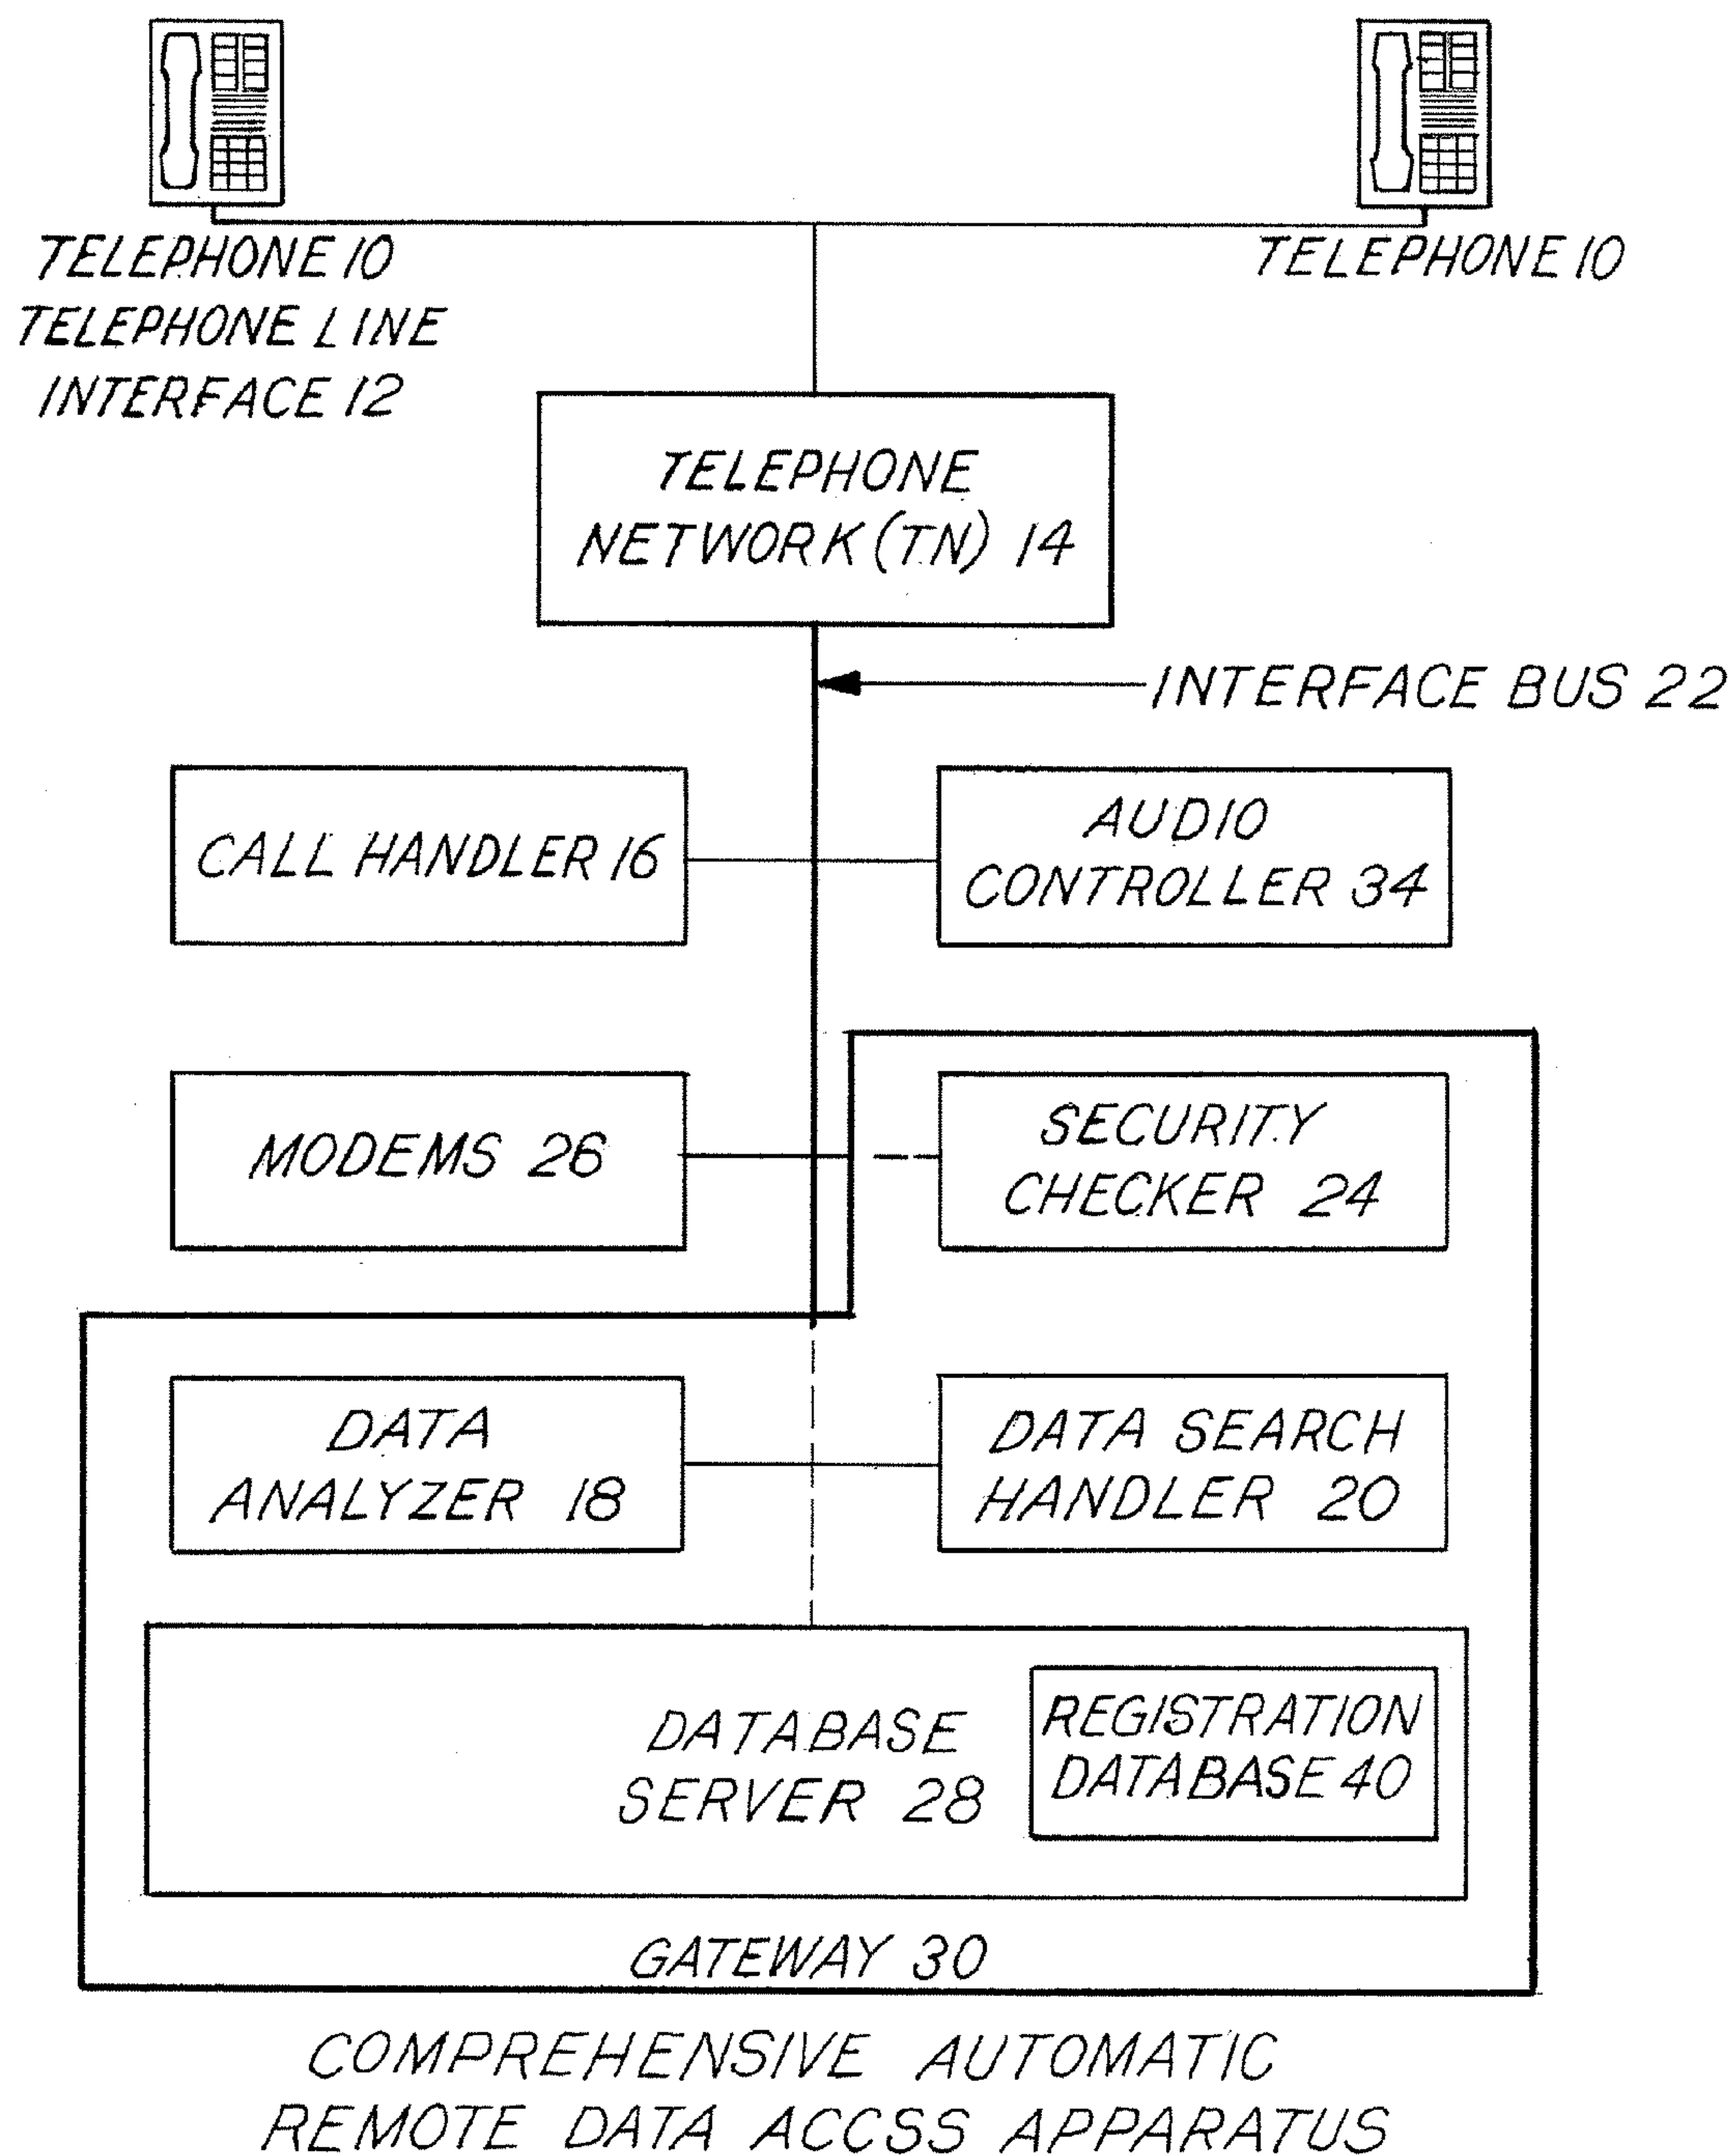 TELEPHONE 10
TELEPHONE LINE
INTERFACE 12
TELEPHONE 10
TELEPHONE
NETWORK (TN) 14
INTERFACE BUS 22
CALL HANDLER 16
AUDIO
CONTROLLER 34
MODEMS 26
SECURITY
CHECKER 24
DATA
ANALYZER 18
DATA SEARCH
HANDLER 20
DATABASE
SERVER 28
REGISTRATION
DATABASE 40
GATEWAY 30
COMPREHENSIVE AUTOMATIC
REMOTE DATA ACCSS APPARATUS